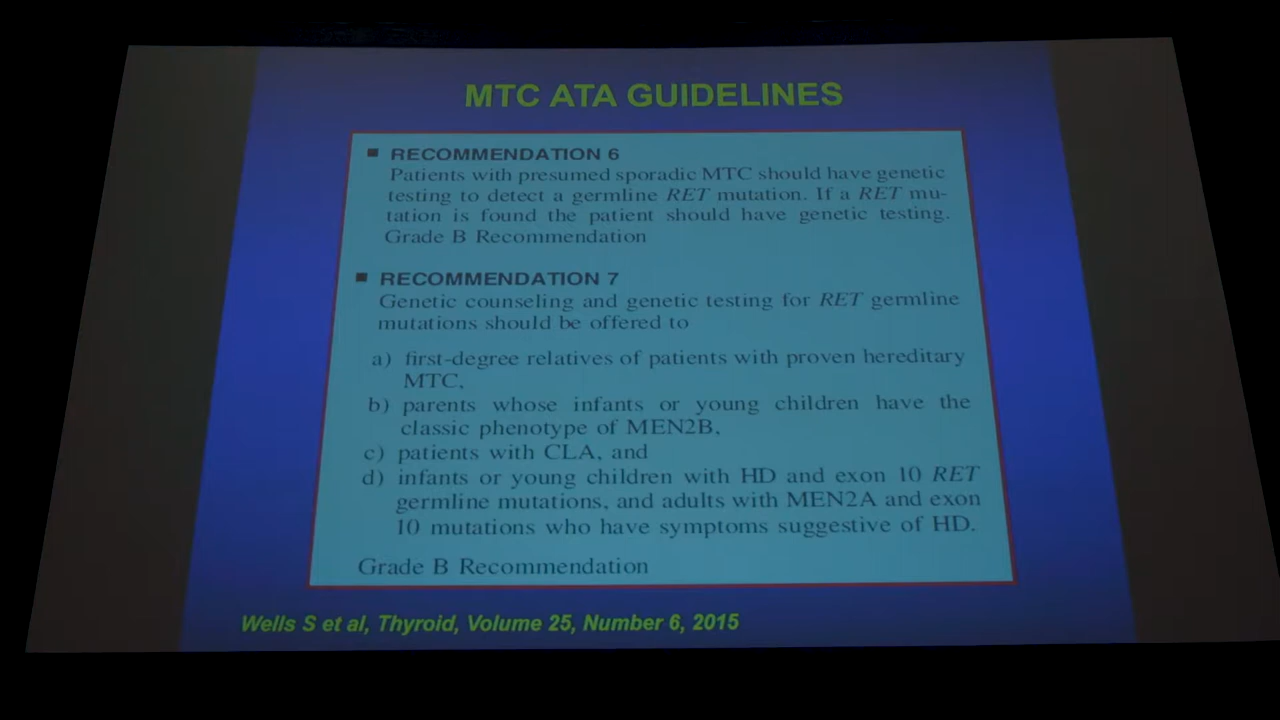 MTC ATA GUIDELINES
■ RECOMMENDATION 6
Patients with presumed sporadic MTC should have genetic
testing to detect a germline RET mutation. If a RET mu-
tation is found the patient should have genetic testing.
Grade B Recommendation
■ RECOMMENDATION 7
Genetic counseling and genetic testing for RET germline
mutations should be offered to
a) first-degree relatives of patients with proven hereditary
MTC,
b) parents whose infants or young children have the
classic phenotype of MEN2B,
c) patients with CLA, and
d) infants or young children with HD and exon 10 RET
germline mutations, and adults with MEN2A and exon
10 mutations who have symptoms suggestive of HD.
Grade B Recommendation
Wells S et al, Thyroid, Volume 25, Number 6, 2015